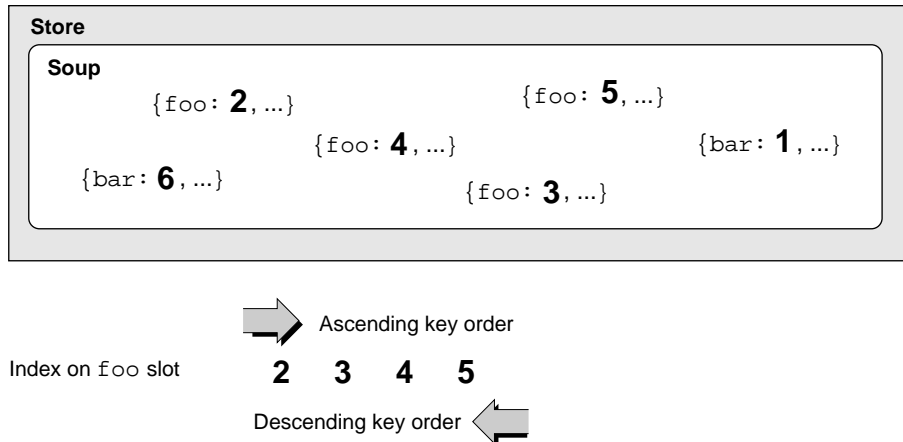 Store
Soup
{foo: 2, ...}
{foo: 5, ...}
{foo: 4, ...}
{bar: 1, ...}
{bar: 6, ...}
{foo: 3, ...}
Ascending key order
Index on foo slot
2 3 4 5
Descending key order